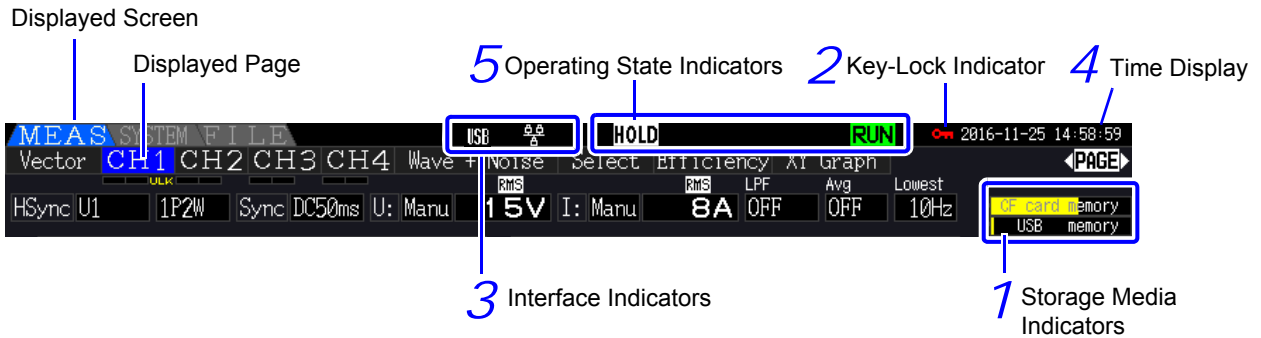 Displayed Screen
Displayed Page
5 Operating State Indicators
2 Key-Lock Indicator
4 Time Display
MEAS SYSTEM FILE USB HOLD RUN 2016-11-25 14:58:59
Vector CH1 CH2 CH3 CH4 Wave + Noise Select Efficiency XY Graph PAGE
ULK RMS RMS LPF Avg Lowest
HSync U1 1P2W Sync DC50ms U: Manu 15V I: Manu 8A OFF OFF 10Hz
CF card memory
USB memory
3 Interface Indicators
1 Storage Media
Indicators